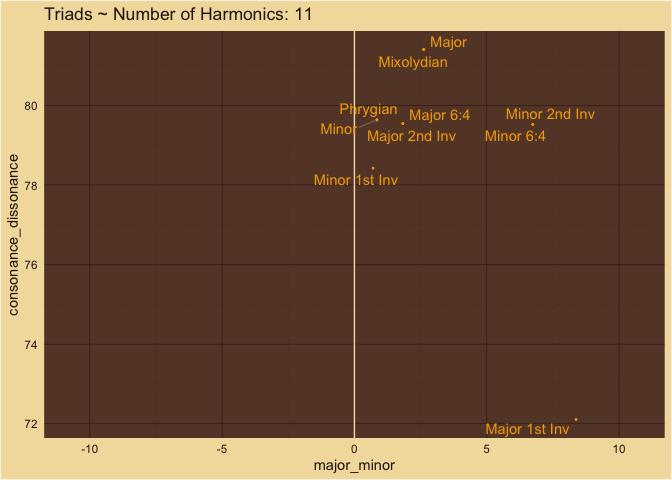 Triads ~ Number of Harmonics: 11
Major
Mixolydian
80
Phrygian
Major 6:4
Minor 2nd Inv
Minor
Major 2nd Inv
Minor 6:4
78
Minor 1st Inv
consonance_dissonance
76
74
72
Major 1st Inv
-10
-5
0
5
10
major_minor